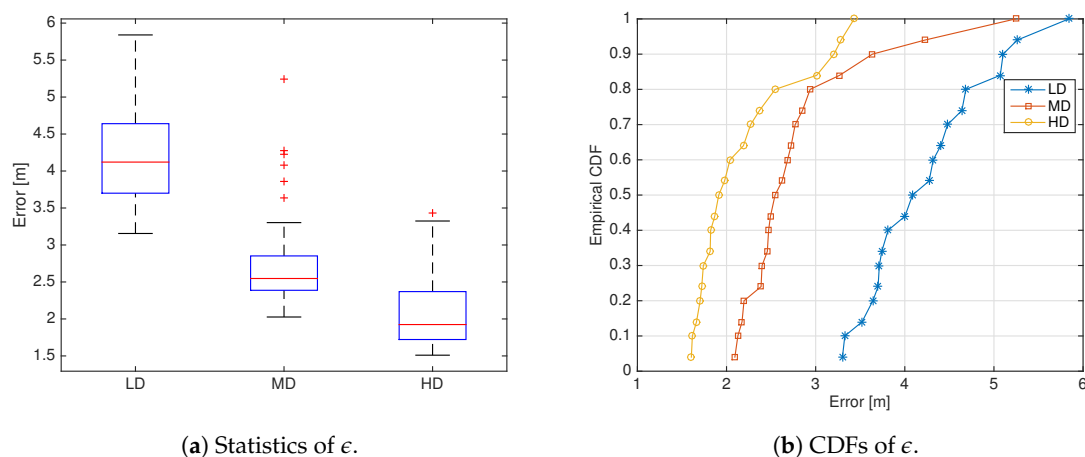 6
5.5
5
4.5
4
3.5
3
2.5
2
1.5
Error [m]
LD MD HD
(a) Statistics of ϵ.
1
0.9
0.8
0.7
0.6
0.5
0.4
0.3
0.2
0.1
0
Empirical CDF
LD
MD
HD
1 2 3 4 5 6
Error [m]
(b) CDFs of ϵ.